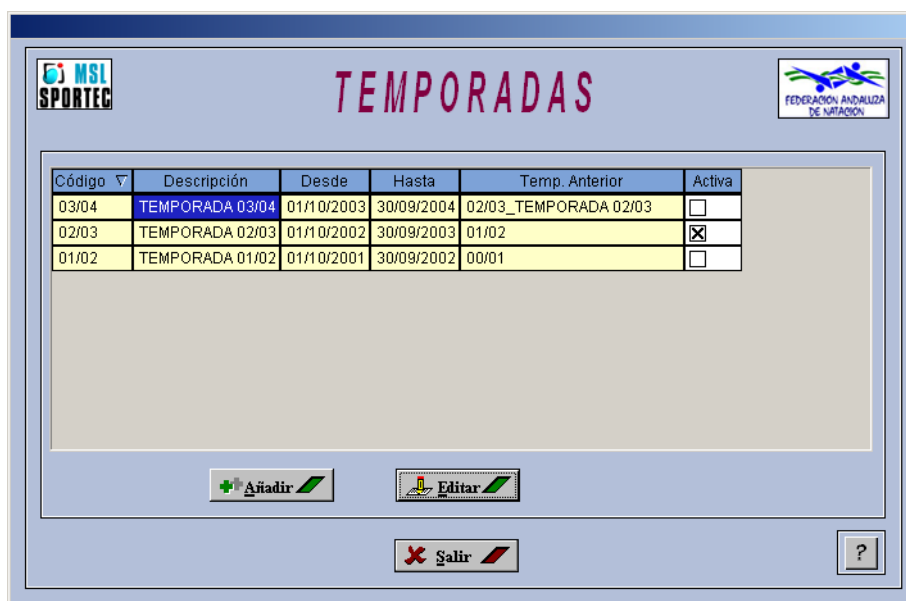 MSL
SPORTEC
TEMPORADAS
FEDERACION ANDALUZA
DE NATACION
Código Descripción Desde Hasta Temp. Anterior Activa
03/04 TEMPORADA 03/04 01/10/2003 30/09/2004 02/03_TEMPORADA 02/03
02/03 TEMPORADA 02/03 01/10/2002 30/09/2003 01/02
01/02 TEMPORADA 01/02 01/10/2001 30/09/2002 00/01
Añadir Editar
Salir ?